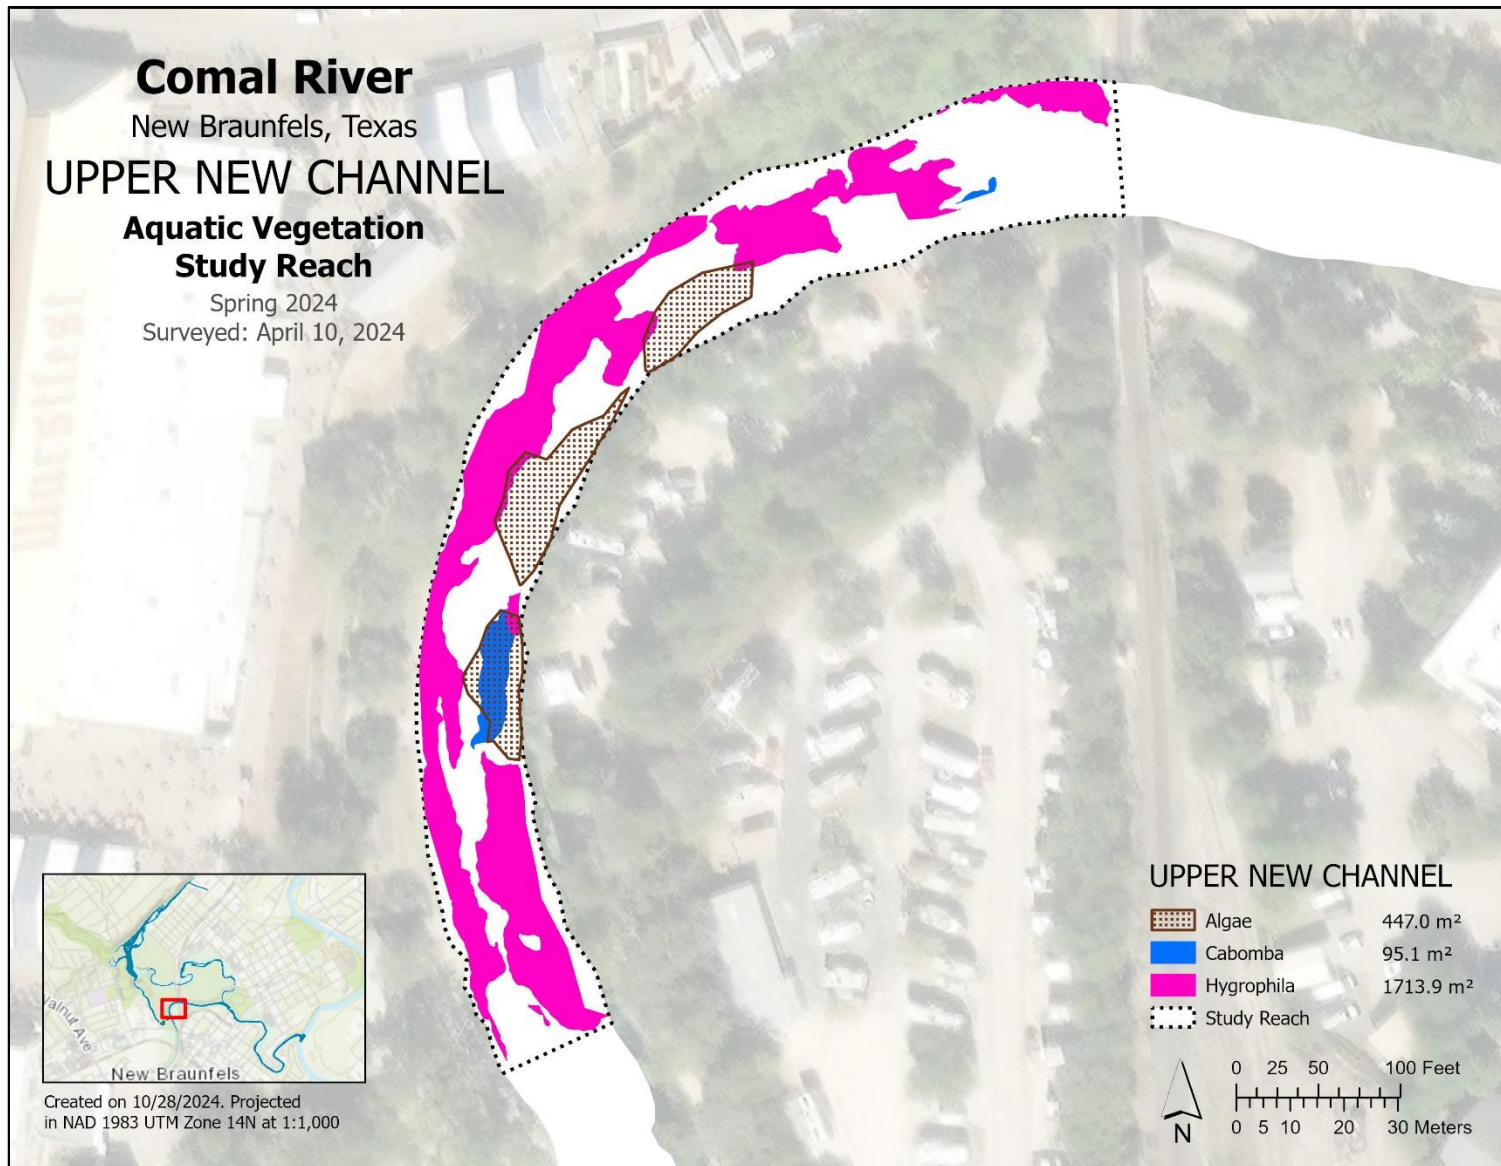 Comal River
New Braunfels, Texas
UPPER NEW CHANNEL
Aquatic Vegetation
Study Reach
Spring 2024
Surveyed: April 10, 2024
Wurstfest
Walnut Ave
New Braunfels
Created on 10/28/2024. Projected
in NAD 1983 UTM Zone 14N at 1:1,000
UPPER NEW CHANNEL
Algae 447.0 m²
Cabomba 95.1 m²
Hygrophila 1713.9 m²
Study Reach
N
0 25 50 100 Feet
0 5 10 20 30 Meters